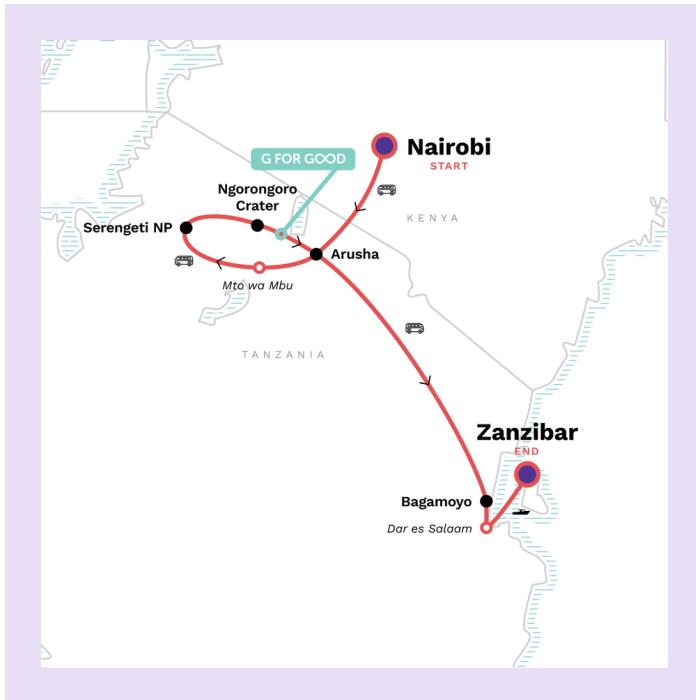 Nairobi
START
G FOR GOOD
Ngorongoro
Crater
KENYA
Serengeti NP
Arusha
Mto wa Mbu
TANZANIA
Zanzibar
END
Bagamoyo
Dar es Salaam